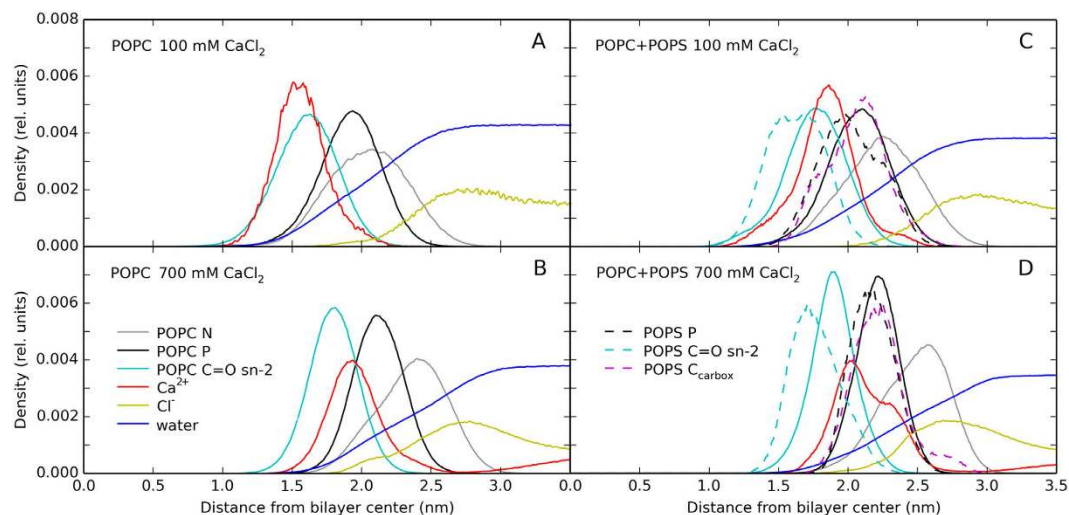 0.008
POPC 100 mM CaCl2
A
POPC+POPS 100 mM CaCl2
C
0.006
0.004
0.002
0.000
Density (rel. units)
POPC 700 mM CaCl2
B
POPC+POPS 700 mM CaCl2
D
0.006
0.004
0.002
0.000
Density (rel. units)
POPC N
POPC P
POPC C=O sn-2
Ca2+
Cl-
water
POPS P
POPS C=O sn-2
POPS Ccarbox
0.0 0.5 1.0 1.5 2.0 2.5 3.0 0.0 0.5 1.0 1.5 2.0 2.5 3.0 3.5
Distance from bilayer center (nm)
Distance from bilayer center (nm)